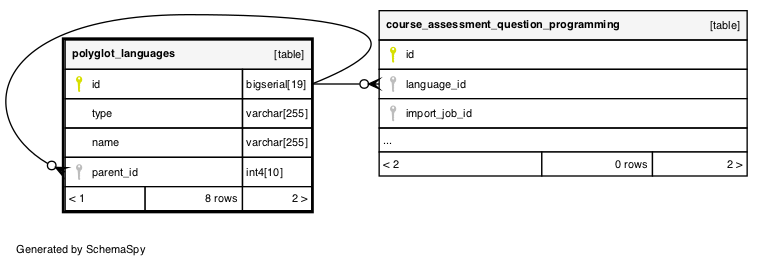 polyglot_languages [table]
id bigserial[19]
type varchar[255]
name varchar[255]
parent_id int4[10]
< 1 8 rows 2 >
course_assessment_question_programming [table]
id
language_id
import_job_id
...
< 2 0 rows 2 >
Generated by SchemaSpy